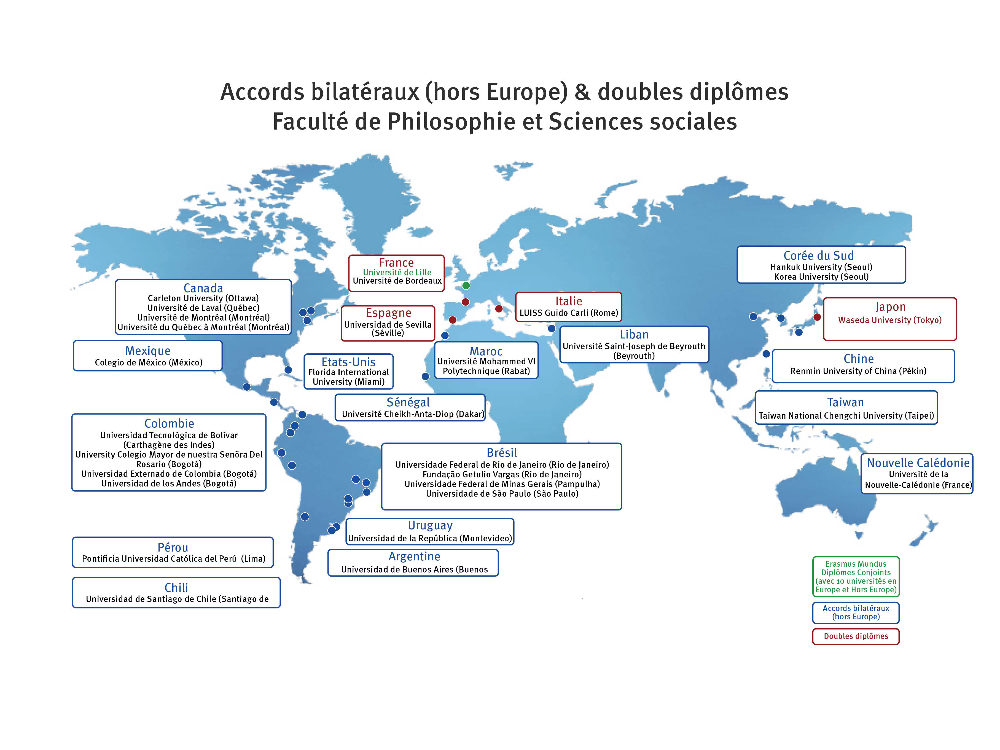 Accords bilatéraux (hors Europe) & doubles diplômes
Faculté de Philosophie et Sciences sociales
France
Université de Lille
Université de Bordeaux
Canada
Carleton University (Ottawa)
Université de Laval (Québec)
Université de Montréal (Montréal)
Université du Québec à Montréal (Montréal)
Espagne
Universidad de Sevilla
(Séville)
Italie
LUISS Guido Carli (Rome)
Corée du Sud
Hankuk University (Seoul)
Korea University (Seoul)
Japon
Waseda University (Tokyo)
Mexique
Colegio de México (México)
Etats-Unis
Florida International
University (Miami)
Maroc
Université Mohammed VI
Polytechnique (Rabat)
Liban
Université Saint-Joseph de Beyrouth
(Beyrouth)
Chine
Renmin University of China (Pékin)
Sénégal
Université Cheikh-Anta-Diop (Dakar)
Taiwan
Taiwan National Chengchi University (Taipei)
Colombie
Universidad Tecnológica de Bolívar
(Carthagène des Indes)
University Colegio Mayor de nuestra Senõra Del
Rosario (Bogotá)
Universidad Externado de Colombia (Bogotá)
Universidad de los Andes (Bogotá)
Brésil
Universidade Federal de Rio de Janeiro (Rio de Janeiro)
Fundação Getulio Vargas (Rio de Janeiro)
Universidade Federal de Minas Gerais (Pampulha)
Universidade de São Paulo (São Paulo)
Nouvelle Calédonie
Université de la
Nouvelle-Calédonie (France)
Uruguay
Universidad de la República (Montevideo)
Pérou
Pontificia Universidad Católica del Perú (Lima)
Argentine
Universidad de Buenos Aires (Buenos
Chili
Universidad de Santiago de Chile (Santiago de
Erasmus Mundus
Diplômes Conjoints
(avec 10 universités en
Europe et Hors Europe)
Accords bilatéraux
(hors Europe)
Doubles diplômes